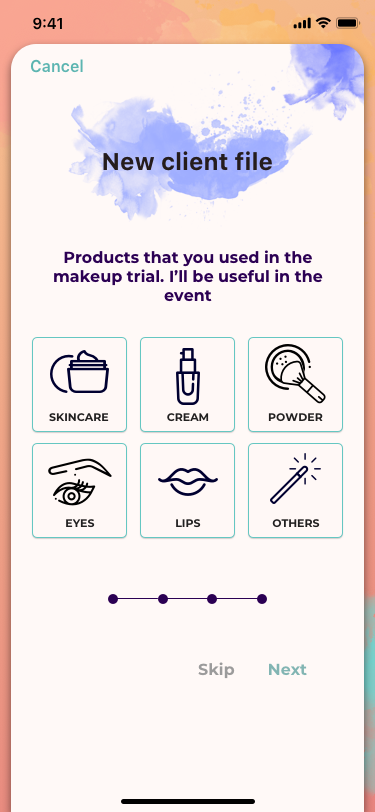 9:41
Cancel
New client file
Products that you used in the
makeup trial. I’ll be useful in the
event
SKINCARE
CREAM
POWDER
EYES
LIPS
OTHERS
Skip
Next